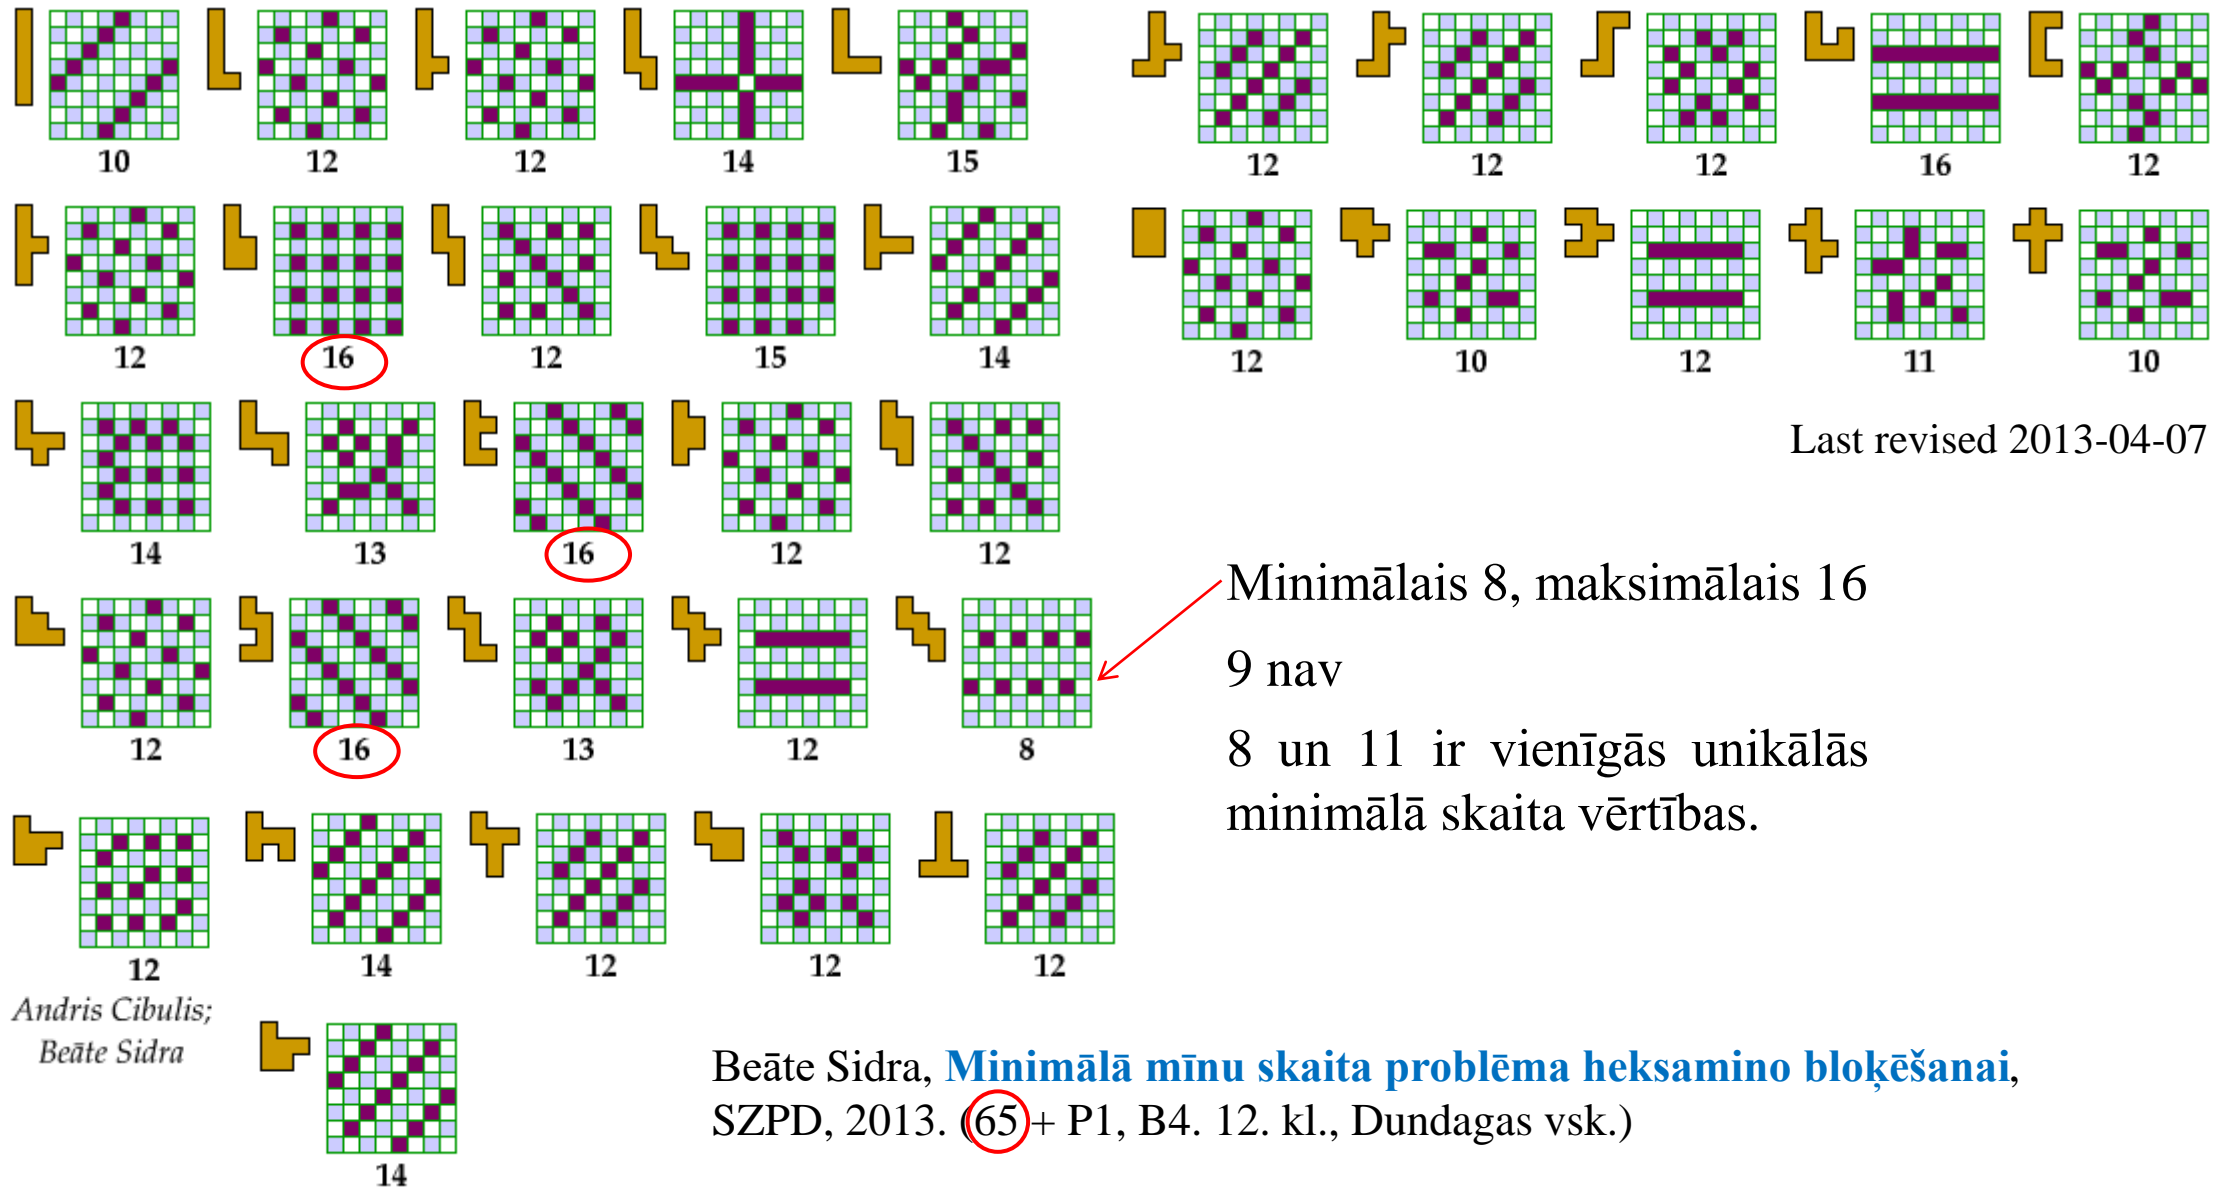 10 12 12 14 15
12 12 12 16 12
12 16 12 15 14
12 10 12 11 10
Last revised 2013-04-07
14 13 16 12 12
Minimālais 8, maksimālais 16
9 nav
8 un 11 ir vienīgās unikālās
minimālā skaita vērtības.
12 16 13 12 8
12 14 12 12 12
Andris Cibulis;
Beāte Sidra
14
Beāte Sidra, Minimālā mīnu skaita problēma heksamino bloķēšanai,
SZPD, 2013. (65 + P1, B4. 12. kl., Dundagas vsk.)